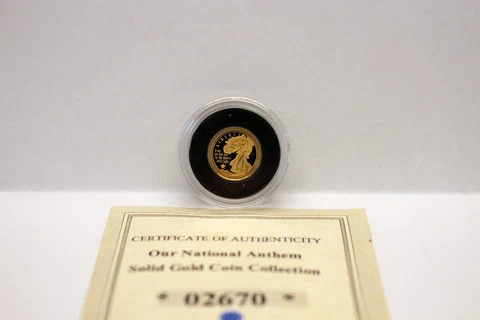 LIBERTY
CERTIFICATE OF AUTHENTICITY
Our National Anthem
Solid Gold Coin Collection
* 02670 *